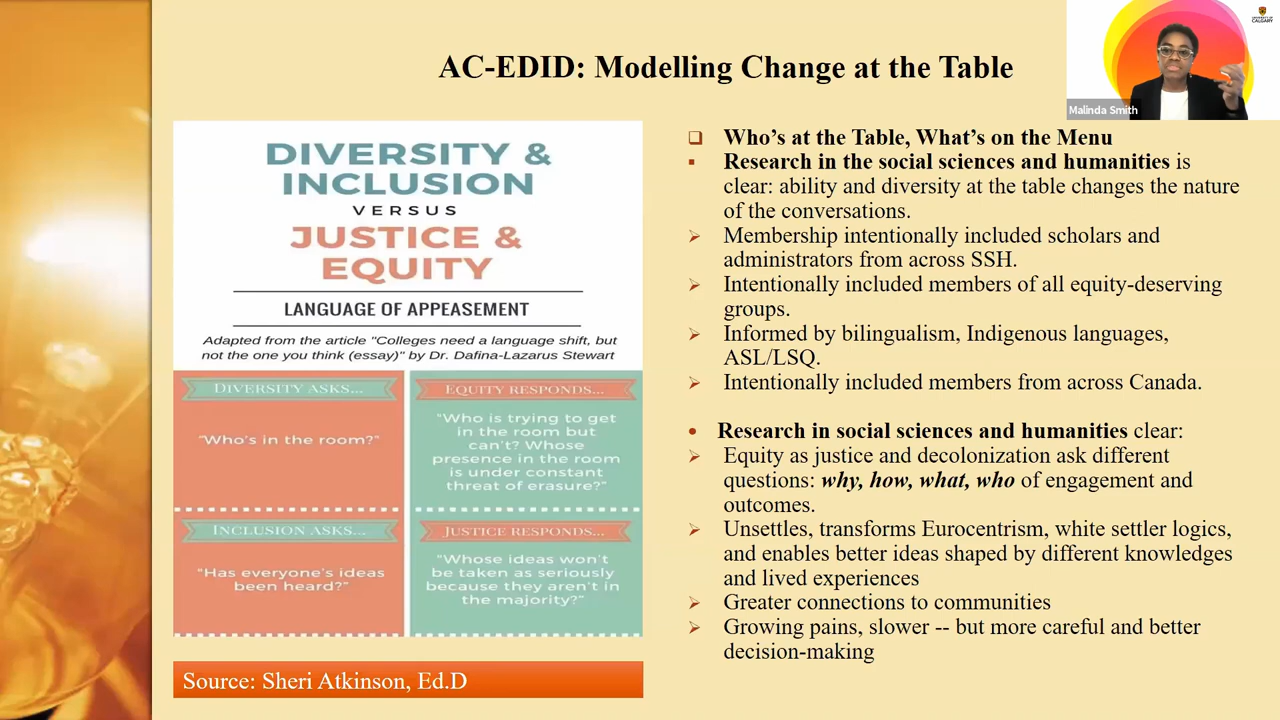 AC-EDID: Modelling Change at the Table
UNIVERSITY OF
CALGARY
Malinda Smith
DIVERSITY &
INCLUSION
VERSUS
JUSTICE &
EQUITY
LANGUAGE OF APPEASEMENT
Adapted from the article "Colleges need a language shift, but
not the one you think (essay)" by Dr. Dafina-Lazarus Stewart
DIVERSITY ASKS...
"Who's in the room?"
EQUITY RESPONDS...
"Who is trying to get
in the room but
can't? Whose
presence in the room
is under constant
threat of erasure?"
INCLUSION ASKS...
"Has everyone's ideas
been heard?"
JUSTICE RESPONDS...
"Whose ideas won't
be taken as seriously
because they aren't in
the majority?"
Source: Sheri Atkinson, Ed.D
Who's at the Table, What's on the Menu
Research in the social sciences and humanities is
clear: ability and diversity at the table changes the nature
of the conversations.
Membership intentionally included scholars and
administrators from across SSH.
Intentionally included members of all equity-deserving
groups.
Informed by bilingualism, Indigenous languages,
ASL/LSQ.
Intentionally included members from across Canada.
Research in social sciences and humanities clear:
Equity as justice and decolonization ask different
questions: why, how, what, who of engagement and
outcomes.
Unsettles, transforms Eurocentrism, white settler logics,
and enables better ideas shaped by different knowledges
and lived experiences
Greater connections to communities
Growing pains, slower -- but more careful and better
decision-making